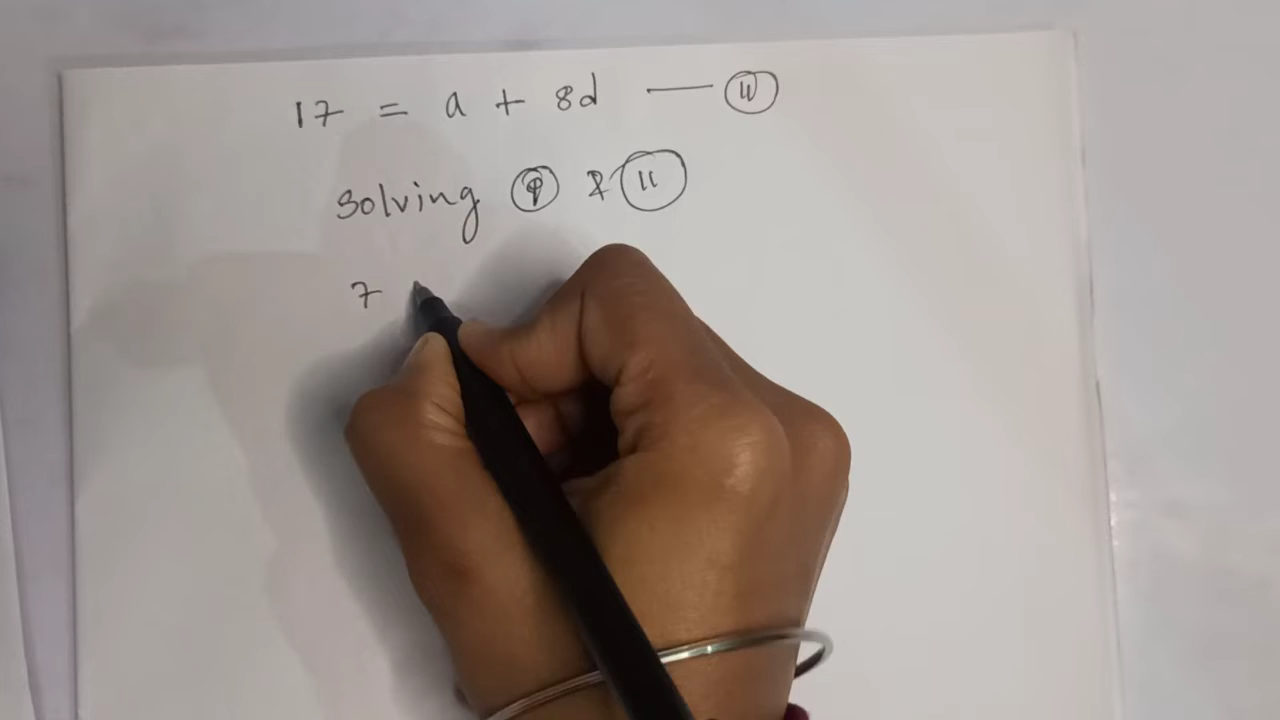 17 = a + 8d — (ii)
Solving (i) & (ii)
7